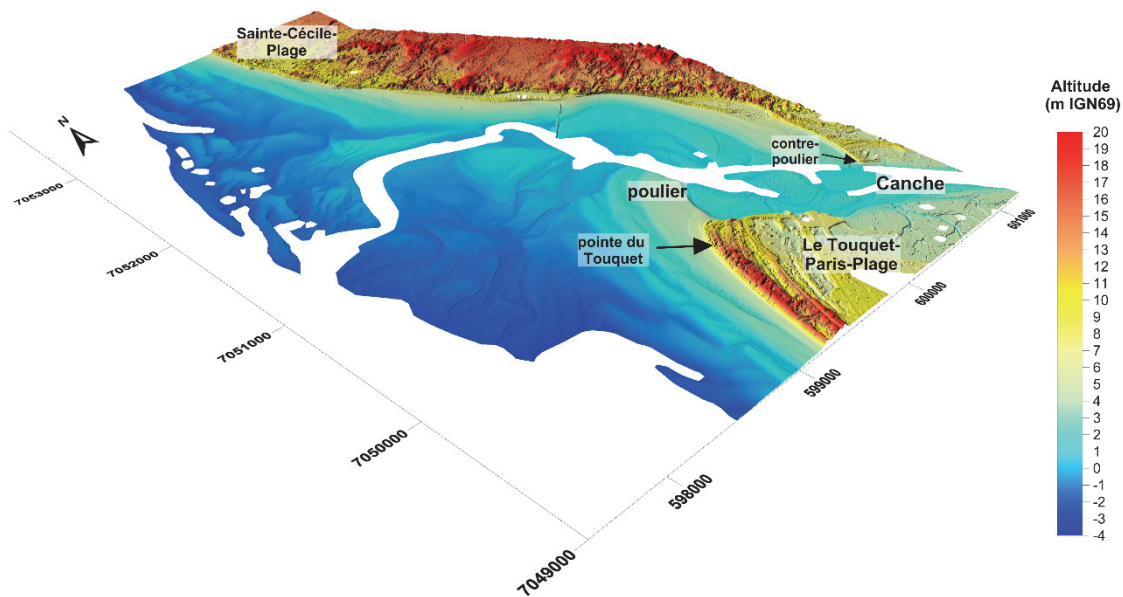 Sainte-Cécile-
Plage
N
Altitude
(m IGN69)
20
19
18
17
16
15
14
13
12
11
10
9
8
7
6
5
4
3
2
1
0
-1
-2
-3
-4
contre-
poulier
poulier
Canche
pointe du
Touquet
Le Touquet-
Paris-Plage
7053000
7052000
7051000
7050000
7049000
598000
599000
600000
601000